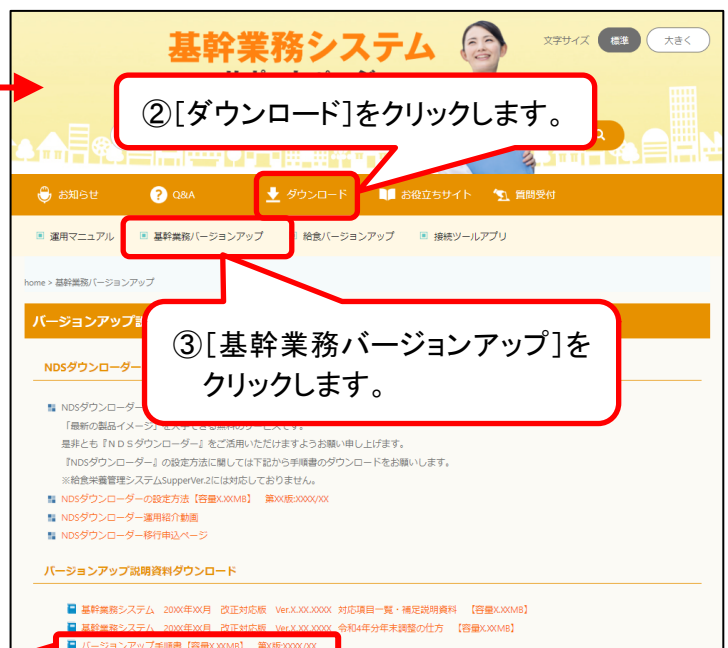 基幹業務システム
文字サイズ 標準 大きく
②[ダウンロード]をクリックします。
お知らせ Q&A ダウンロード お役立ちサイト 質問受付
運用マニュアル 基幹業務バージョンアップ 給食バージョンアップ 接続ツールアプリ
home > 基幹業務バージョンアップ
バージョンアップ
③[基幹業務バージョンアップ]を
クリックします。
NDSダウンローダー
NDSダウンローダー
「最新の製品イメージ」を入手できる無料のサービスです。
是非とも『NDSダウンローダー』をご活用いただけますようお願い申し上げます。
『NDSダウンローダー』の設定方法に関しては下記から手順書のダウンロードをお願いします。
※給食栄養管理システムSupperVer.2には対応しておりません。
NDSダウンローダーの設定方法【容量X.XXMB】 第XX版:XXXX/XX
NDSダウンローダー運用紹介動画
NDSダウンローダー移行申込ページ
バージョンアップ説明資料ダウンロード
基幹業務システム 20XX年XX月 改正対応版 Ver.X.XX.XXXX 対応項目一覧・補足説明資料 【容量X.XXMB】
基幹業務システム 20XX年XX月 改正対応版 Ver.X.XX.XXXX 令和4年分年末調整の仕方 【容量X.XXMB】
バージョンアップ手順書【容量X.XXMB】 第X版:XXXX/XX